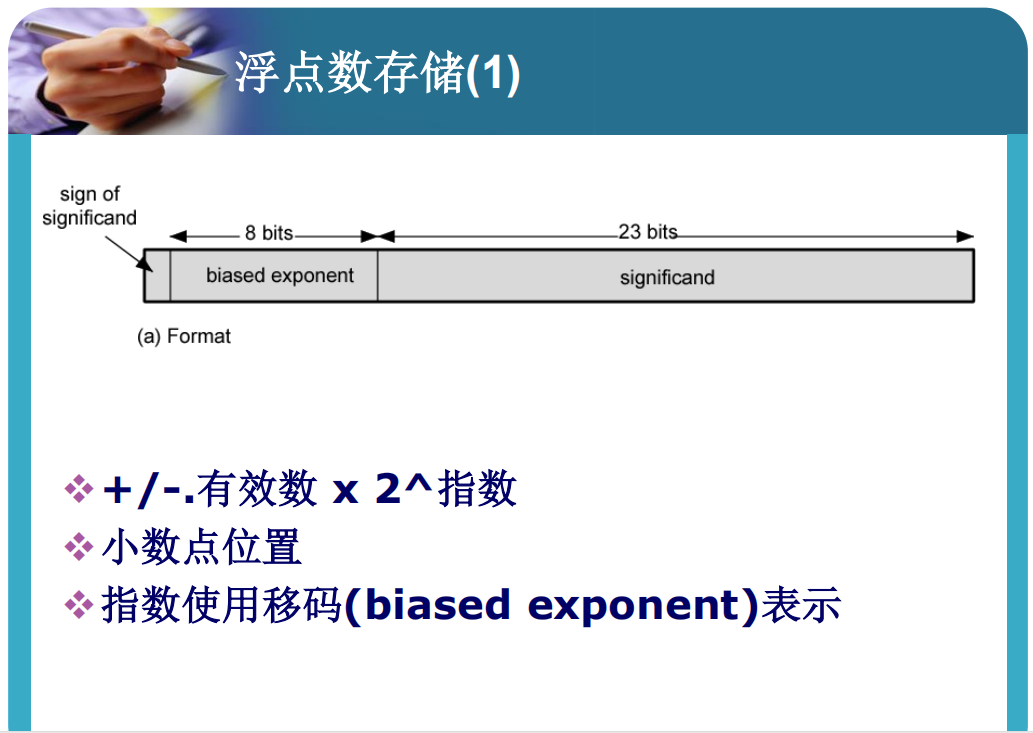 浮点数存储(1)
sign of
significand
8 bits
23 bits
biased exponent
significand
(a) Format
+/-.有效数 x 2^指数
小数点位置
指数使用移码(biased exponent)表示